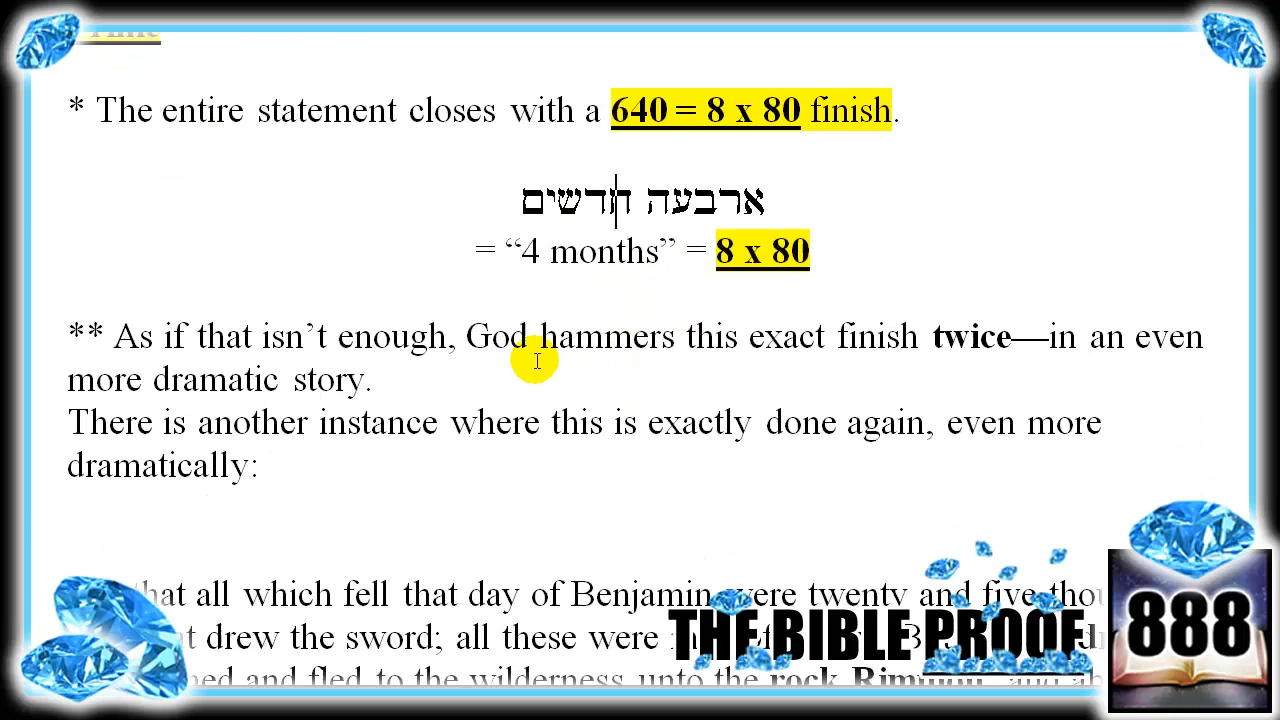 * The entire statement closes with a 640 = 8 x 80 finish.
ארבעה חדשים
= “4 months” = 8 x 80
** As if that isn’t enough, God hammers this exact finish twice—in an even
more dramatic story.
There is another instance where this is exactly done again, even more
dramatically:
that all which fell that day of Benjamin were twenty and five
drew the sword; all these were
and fled to the wilderness unto the rock Rimmon, and
THE BIBLE PROOF
888